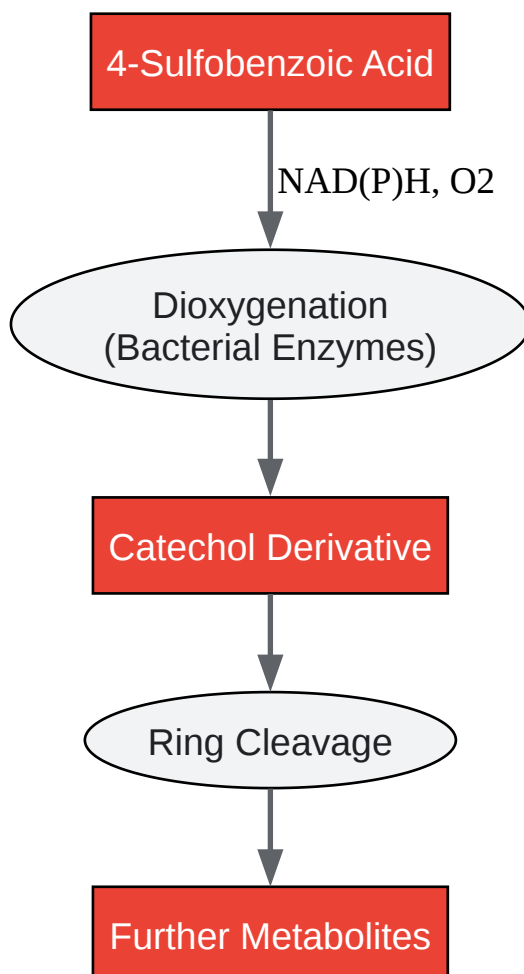 4-Sulfobenzoic Acid
NAD(P)H, O2
Dioxygenation
(Bacterial Enzymes)
Catechol Derivative
Ring Cleavage
Further Metabolites